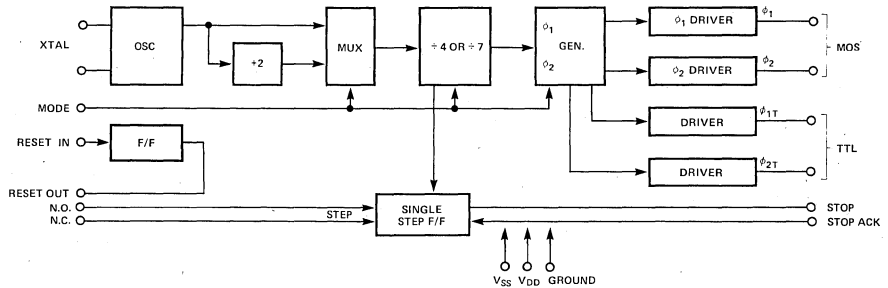 XTAL
OSC
÷2
MUX
÷ 4 OR ÷ 7
ϕ1
ϕ2
GEN.
ϕ1 DRIVER
ϕ1
ϕ2 DRIVER
ϕ2
MOS
MODE
DRIVER
ϕ1T
DRIVER
ϕ2T
TTL
RESET IN
F/F
RESET OUT
N.O.
N.C.
STEP
SINGLE
STEP F/F
STOP
STOP ACK
VSS
VDD
GROUND